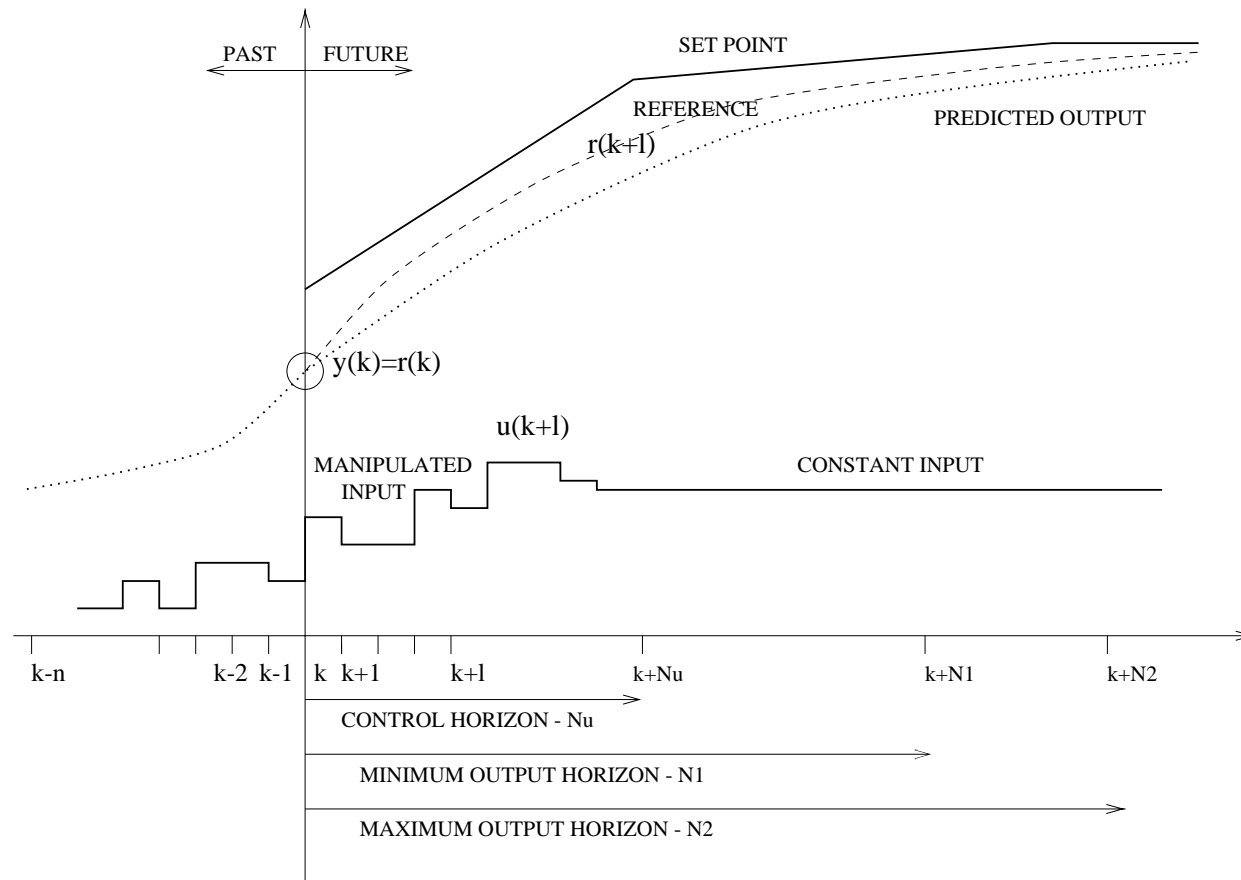 PAST
FUTURE
SET POINT
REFERENCE
r(k+l)
PREDICTED OUTPUT
y(k)=r(k)
u(k+l)
MANIPULATED
INPUT
CONSTANT INPUT
k-n k-2 k-1 k k+1 k+l k+Nu k+N1 k+N2
CONTROL HORIZON - Nu
MINIMUM OUTPUT HORIZON - N1
MAXIMUM OUTPUT HORIZON - N2